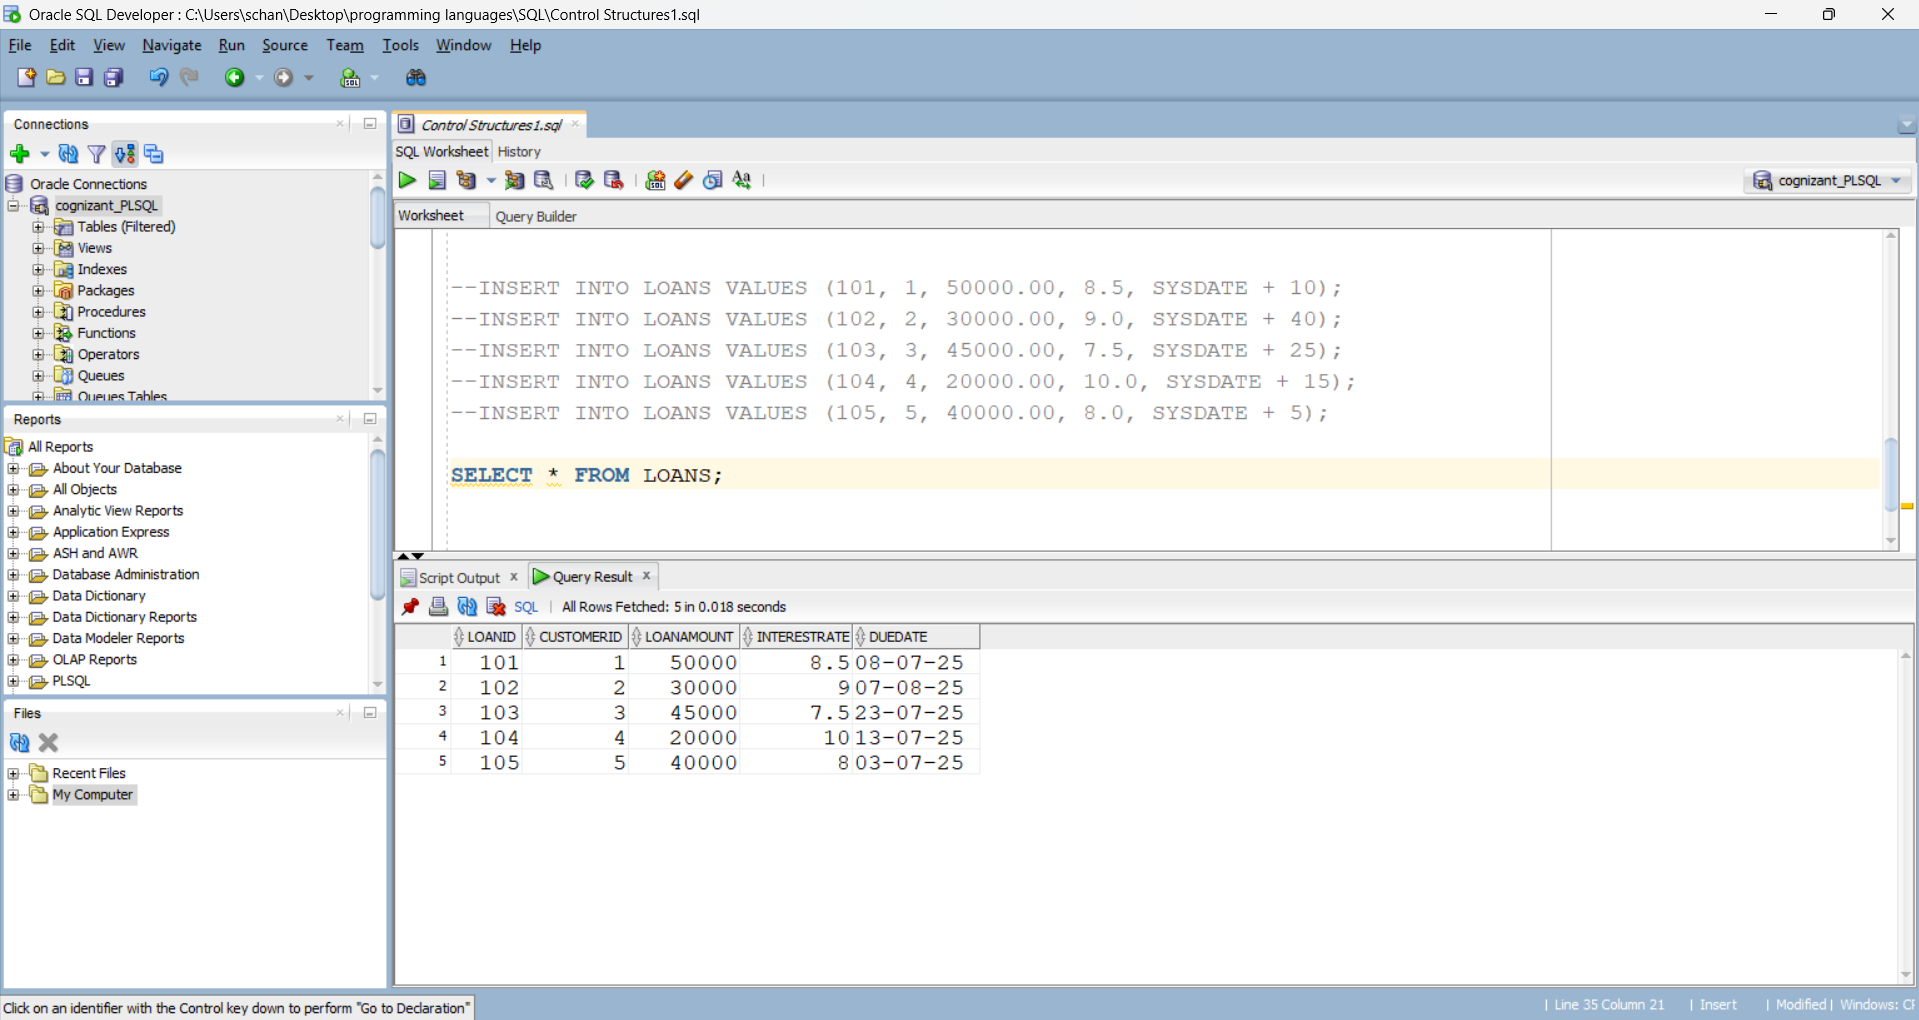 Oracle SQL Developer : C:\Users\schan\Desktop\programming languages\SQL\Control Structures1.sql
File Edit View Navigate Run Source Team Tools Window Help
Connections
Oracle Connections
cognizant_PLSQL
Tables (Filtered)
Views
Indexes
Packages
Procedures
Functions
Operators
Queues
Queues Tables
Reports
All Reports
About Your Database
All Objects
Analytic View Reports
Application Express
ASH and AWR
Database Administration
Data Dictionary
Data Dictionary Reports
Data Modeler Reports
OLAP Reports
PLSQL
Files
Recent Files
My Computer
Control Structures1.sql
SQL Worksheet History
cognizant_PLSQL
Worksheet Query Builder
--INSERT INTO LOANS VALUES (101, 1, 50000.00, 8.5, SYSDATE + 10);
--INSERT INTO LOANS VALUES (102, 2, 30000.00, 9.0, SYSDATE + 40);
--INSERT INTO LOANS VALUES (103, 3, 45000.00, 7.5, SYSDATE + 25);
--INSERT INTO LOANS VALUES (104, 4, 20000.00, 10.0, SYSDATE + 15);
--INSERT INTO LOANS VALUES (105, 5, 40000.00, 8.0, SYSDATE + 5);
SELECT * FROM LOANS;
Script Output x Query Result x
SQL | All Rows Fetched: 5 in 0.018 seconds
LOANID CUSTOMERID LOANAMOUNT INTERESTRATE DUEDATE
1 101 1 50000 8.5 08-07-25
2 102 2 30000 9 07-08-25
3 103 3 45000 7.5 23-07-25
4 104 4 20000 10 13-07-25
5 105 5 40000 8 03-07-25
Click on an identifier with the Control key down to perform "Go to Declaration"
| Line 35 Column 21 | Insert | Modified | Windows: